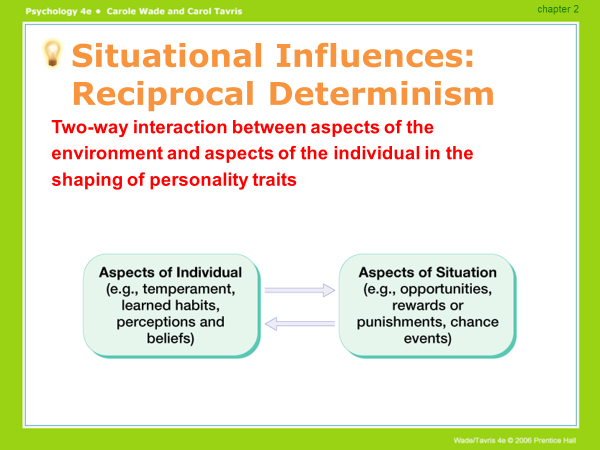 Psychology 4e ● Carole Wade and Carol Tavris
chapter 2
Situational Influences:
Reciprocal Determinism
Two-way interaction between aspects of the
environment and aspects of the individual in the
shaping of personality traits
Aspects of Individual
(e.g., temperament,
learned habits,
perceptions and
beliefs)
Aspects of Situation
(e.g., opportunities,
rewards or
punishments, chance
events)
Wade/Tavris 4e © 2006 Prentice Hall